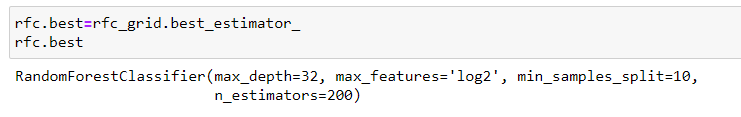 rfc.best=rfc_grid.best_estimator_
rfc.best
RandomForestClassifier(max_depth=32, max_features='log2', min_samples_split=10,
n_estimators=200)